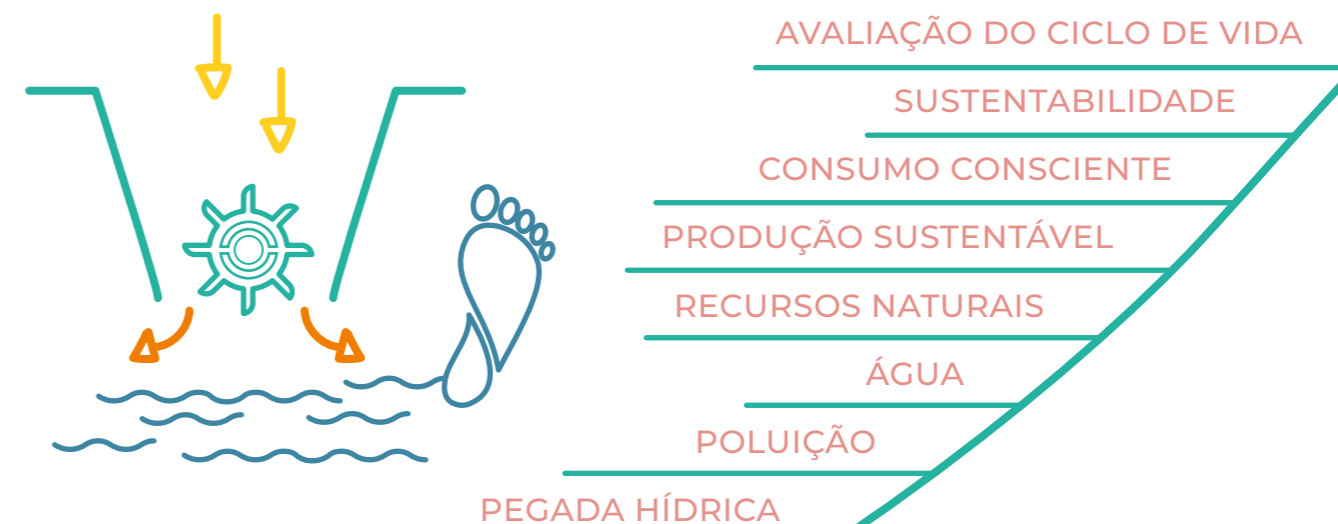 AVALIAÇÃO DO CICLO DE VIDA
SUSTENTABILIDADE
CONSUMO CONSCIENTE
PRODUÇÃO SUSTENTÁVEL
RECURSOS NATURAIS
ÁGUA
POLUIÇÃO
PEGADA HÍDRICA